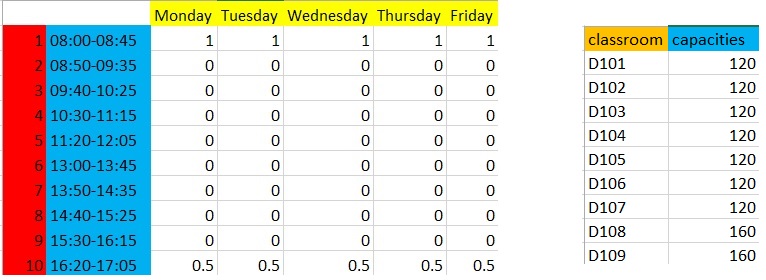 Monday Tuesday Wednesday Thursday Friday
1 08:00-08:45 1 1 1 1 1
2 08:50-09:35 0 0 0 0 0
3 09:40-10:25 0 0 0 0 0
4 10:30-11:15 0 0 0 0 0
5 11:20-12:05 0 0 0 0 0
6 13:00-13:45 0 0 0 0 0
7 13:50-14:35 0 0 0 0 0
8 14:40-15:25 0 0 0 0 0
9 15:30-16:15 0 0 0 0 0
10 16:20-17:05 0.5 0.5 0.5 0.5 0.5
classroom capacities
D101 120
D102 120
D103 120
D104 120
D105 120
D106 120
D107 120
D108 160
D109 160